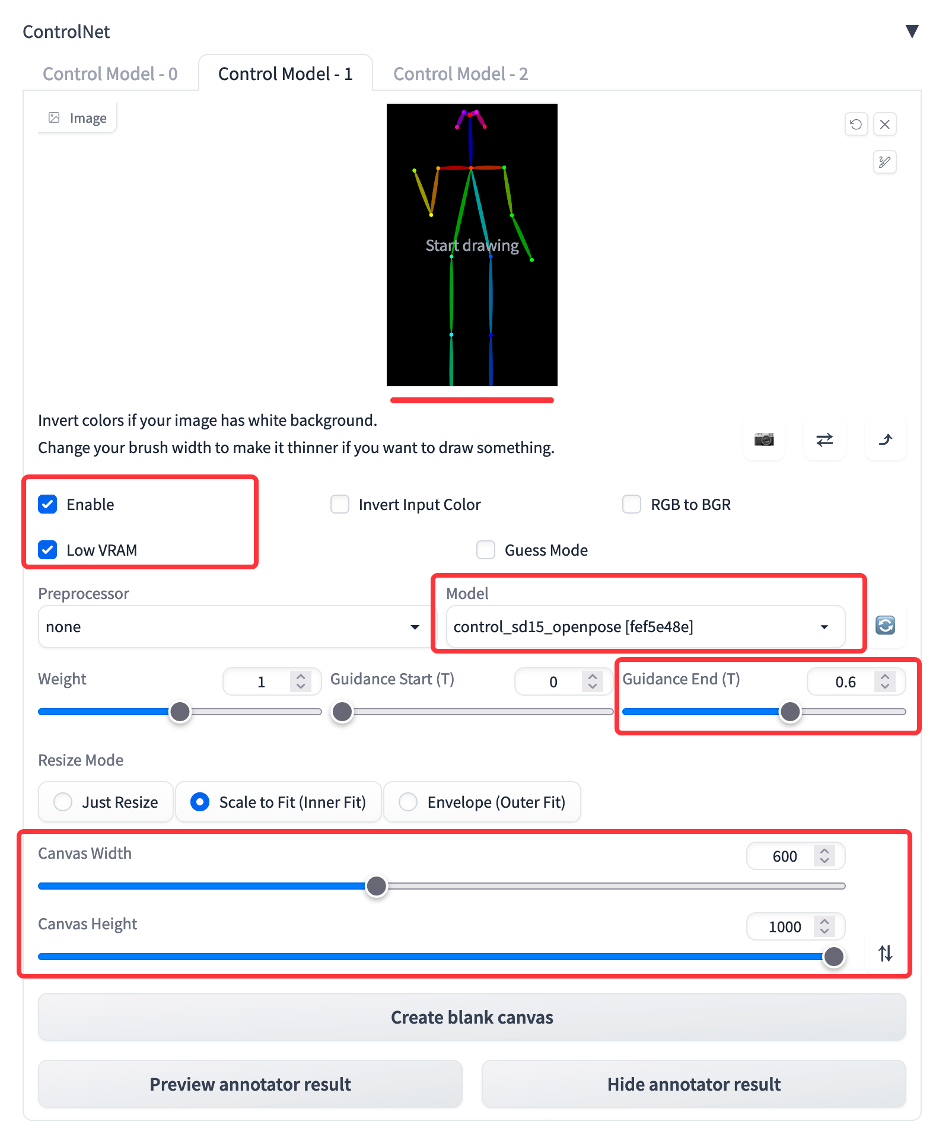 ControlNet
Control Model - 0 Control Model - 1 Control Model - 2
Image
Start drawing
Invert colors if your image has white background.
Change your brush width to make it thinner if you want to draw something.
Enable Invert Input Color RGB to BGR
Low VRAM Guess Mode
Preprocessor Model
none control_sd15_openpose [fef5e48e]
Weight 1 Guidance Start (T) 0 Guidance End (T) 0.6
Resize Mode
Just Resize Scale to Fit (Inner Fit) Envelope (Outer Fit)
Canvas Width 600
Canvas Height 1000
Create blank canvas
Preview annotator result Hide annotator result